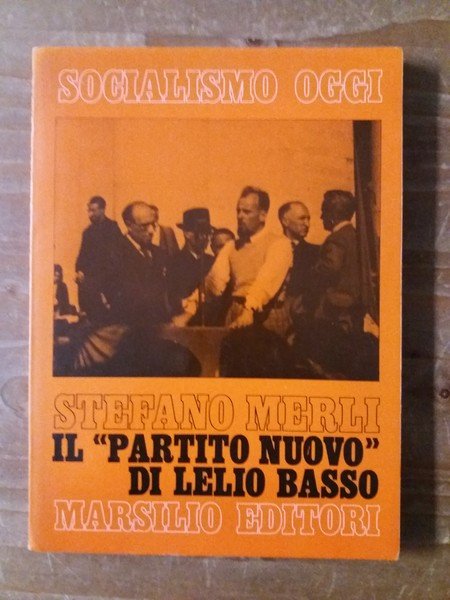 SOCIALISMO OGGI
STEFANO MERLI
IL “PARTITO NUOVO”
DI LELIO BASSO
MARSILIO EDITORI